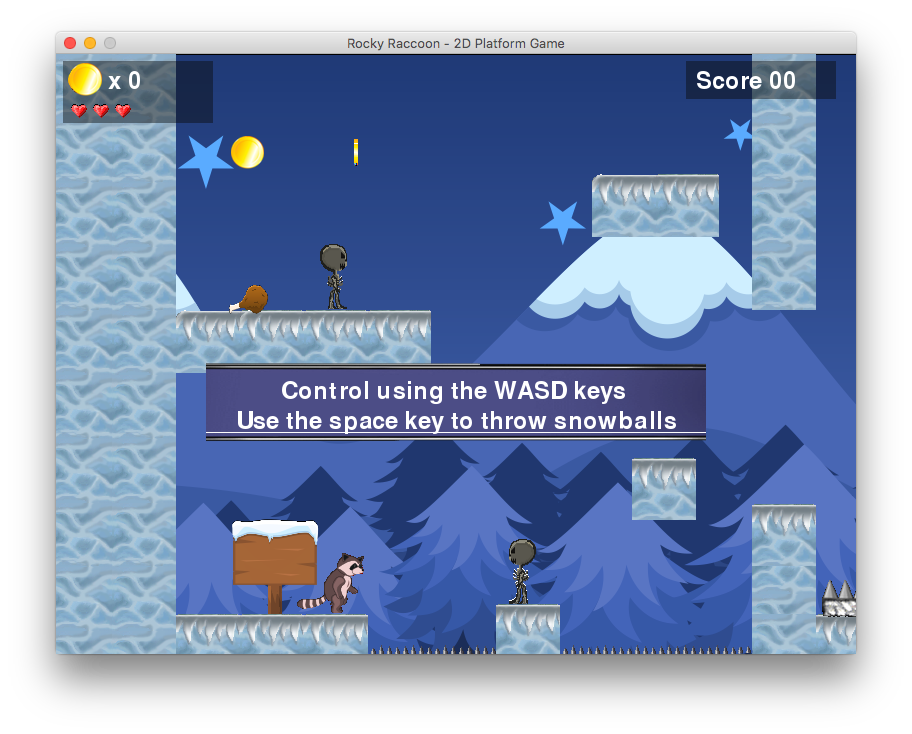 Rocky Raccoon - 2D Platform Game
x 0
Score 00
Control using the WASD keys
Use the space key to throw snowballs